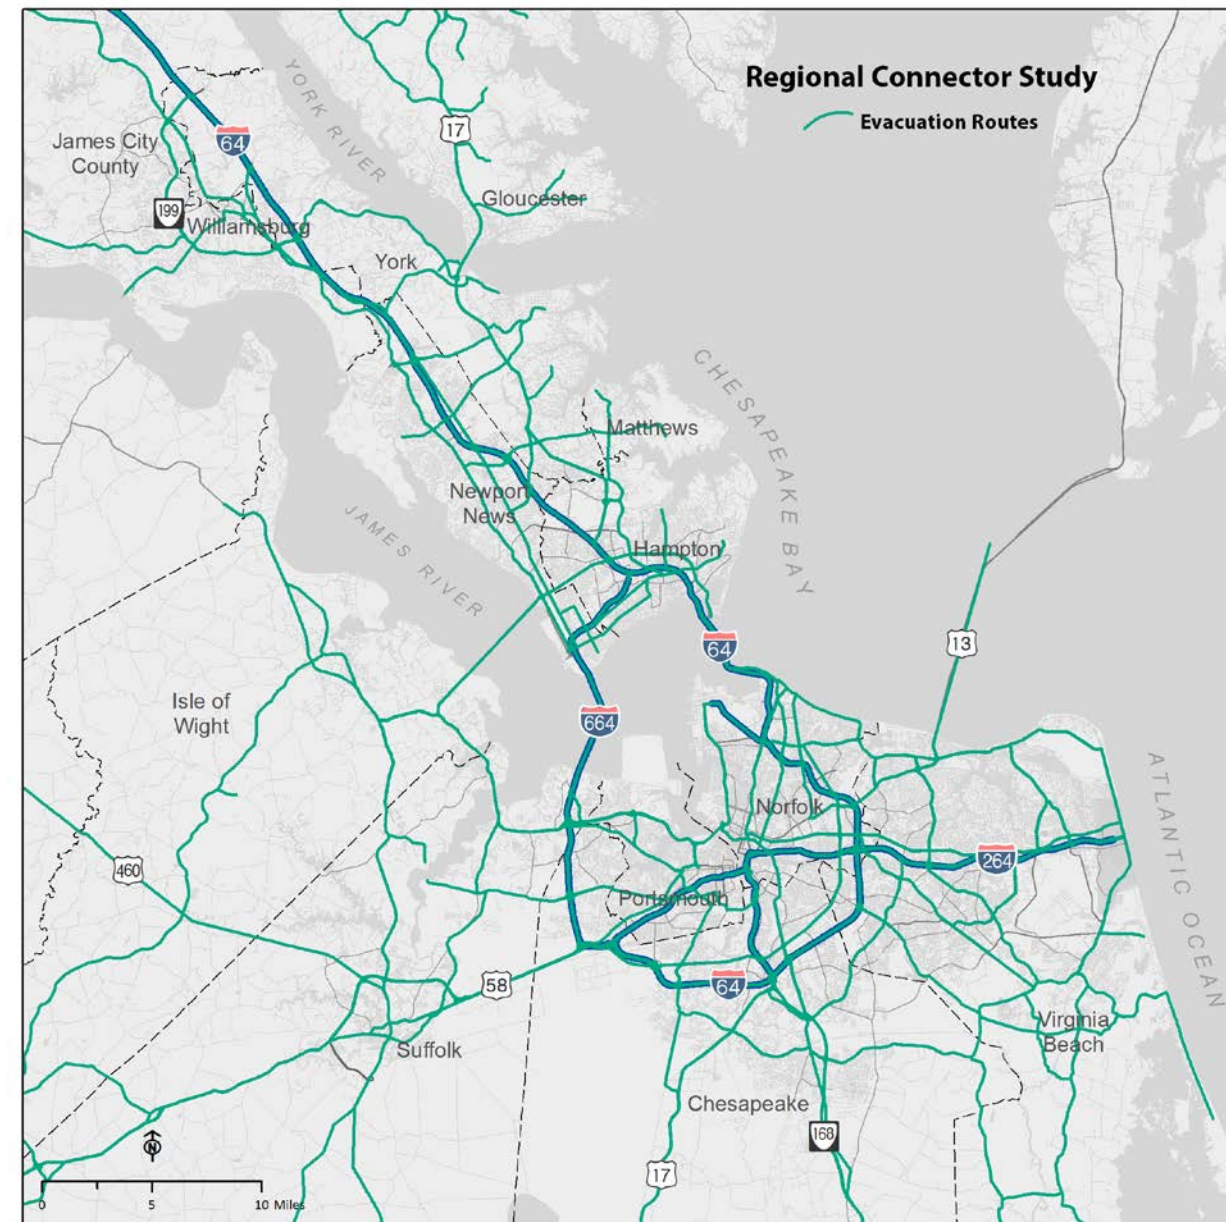 Regional Connector Study
Evacuation Routes
YORK RIVER
17
64
James City
County
Gloucester
199
Williamsburg
York
CHESAPEAKE BAY
Matthews
Newport
News
JAMES RIVER
Hampton
64
13
Isle of
Wight
664
ATLANTIC OCEAN
Norfolk
264
460
Portsmouth
58
64
Virginia
Beach
Suffolk
Chesapeake
168
N
17
0
5
10 Miles